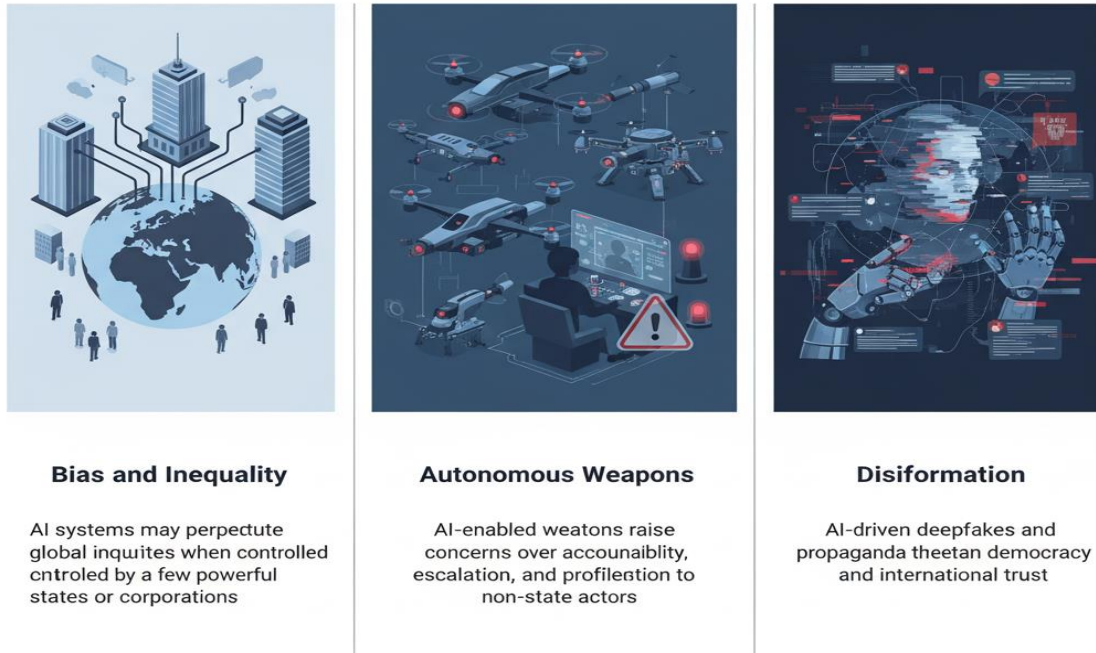 Bias and Inequality
AI systems may perpectute
global inquites when controlled
cntroled by a few powerful
states or corporations
Autonomous Weapons
AI-enabled weatons raise
concerns over accounaiblity,
escalation, and profilention to
non-state actors
Disiformation
AI-driven deepfakes and
propaganda theetan democracy
and international trust